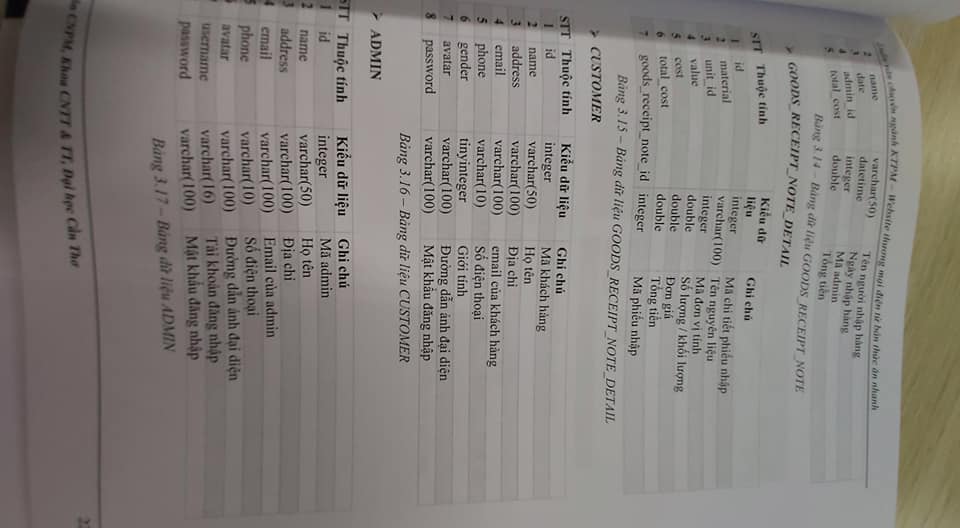 Luận văn chuyên ngành KTPM – Website thương mại điện tử bán thức ăn nhanh
2 name varchar(50) Tên người nhập hàng
3 date datetime Ngày nhập hàng
4 admin_id integer Mã admin
5 total_cost double Tổng tiền
Bảng 3.14 – Bảng dữ liệu GOODS_RECEIPT_NOTE
➢ GOODS_RECEIPT_NOTE_DETAIL
STT Thuộc tính Kiểu dữ liệu Ghi chú
1 id integer Mã chi tiết phiếu nhập
2 material varchar(100) Tên nguyên liệu
3 unit_id integer Mã đơn vị tính
4 value double Số lượng / khối lượng
5 cost double Đơn giá
6 total_cost double Tổng tiền
7 goods_receipt_note_id integer Mã phiếu nhập
Bảng 3.15 – Bảng dữ liệu GOODS_RECEIPT_NOTE_DETAIL
➢ CUSTOMER
STT Thuộc tính Kiểu dữ liệu Ghi chú
1 id integer Mã khách hàng
2 name varchar(50) Họ tên
3 address varchar(100) Địa chỉ
4 email varchar(100) email của khách hàng
5 phone varchar(10) Số điện thoại
6 gender tinyinteger Giới tính
7 avatar varchar(100) Đường dẫn ảnh đại diện
8 password varchar(100) Mật khẩu đăng nhập
Bảng 3.16 – Bảng dữ liệu CUSTOMER
➢ ADMIN
STT Thuộc tính Kiểu dữ liệu Ghi chú
1 id integer Mã admin
2 name varchar(50) Họ tên
3 address varchar(100) Địa chỉ
4 email varchar(100) Email của admin
5 phone varchar(10) Số điện thoại
avatar varchar(100) Đường dẫn ảnh đại diện
username varchar(16) Tài khoản đăng nhập
password varchar(100) Mật khẩu đăng nhập
Bảng 3.17 – Bảng dữ liệu ADMIN
CNPM, Khoa CNTT & TT, Đại học Cần Thơ